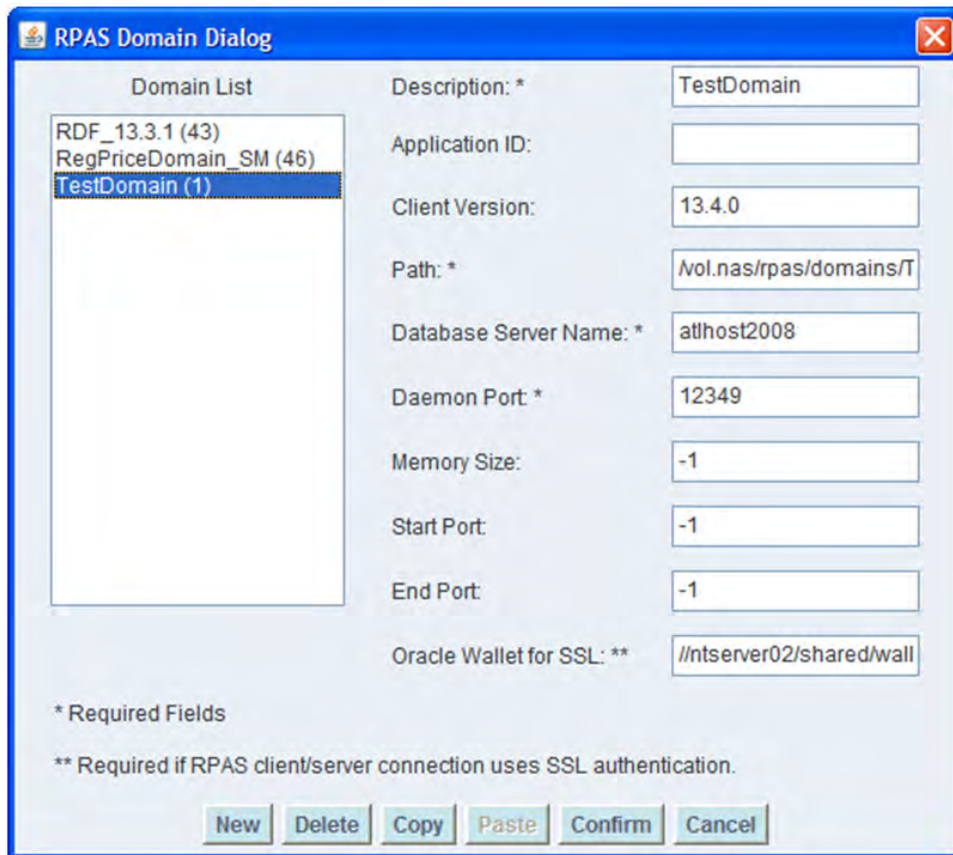 RPAS Domain Dialog
Domain List
RDF_13.3.1 (43)
RegPriceDomain_SM (46)
TestDomain (1)
Description: * TestDomain
Application ID:
Client Version: 13.4.0
Path: * /vol.nas/rpas/domains/T
Database Server Name: * atlhost2008
Daemon Port: * 12349
Memory Size: -1
Start Port: -1
End Port: -1
Oracle Wallet for SSL: ** //ntserver02/shared/wall
* Required Fields
** Required if RPAS client/server connection uses SSL authentication.
New Delete Copy Paste Confirm Cancel